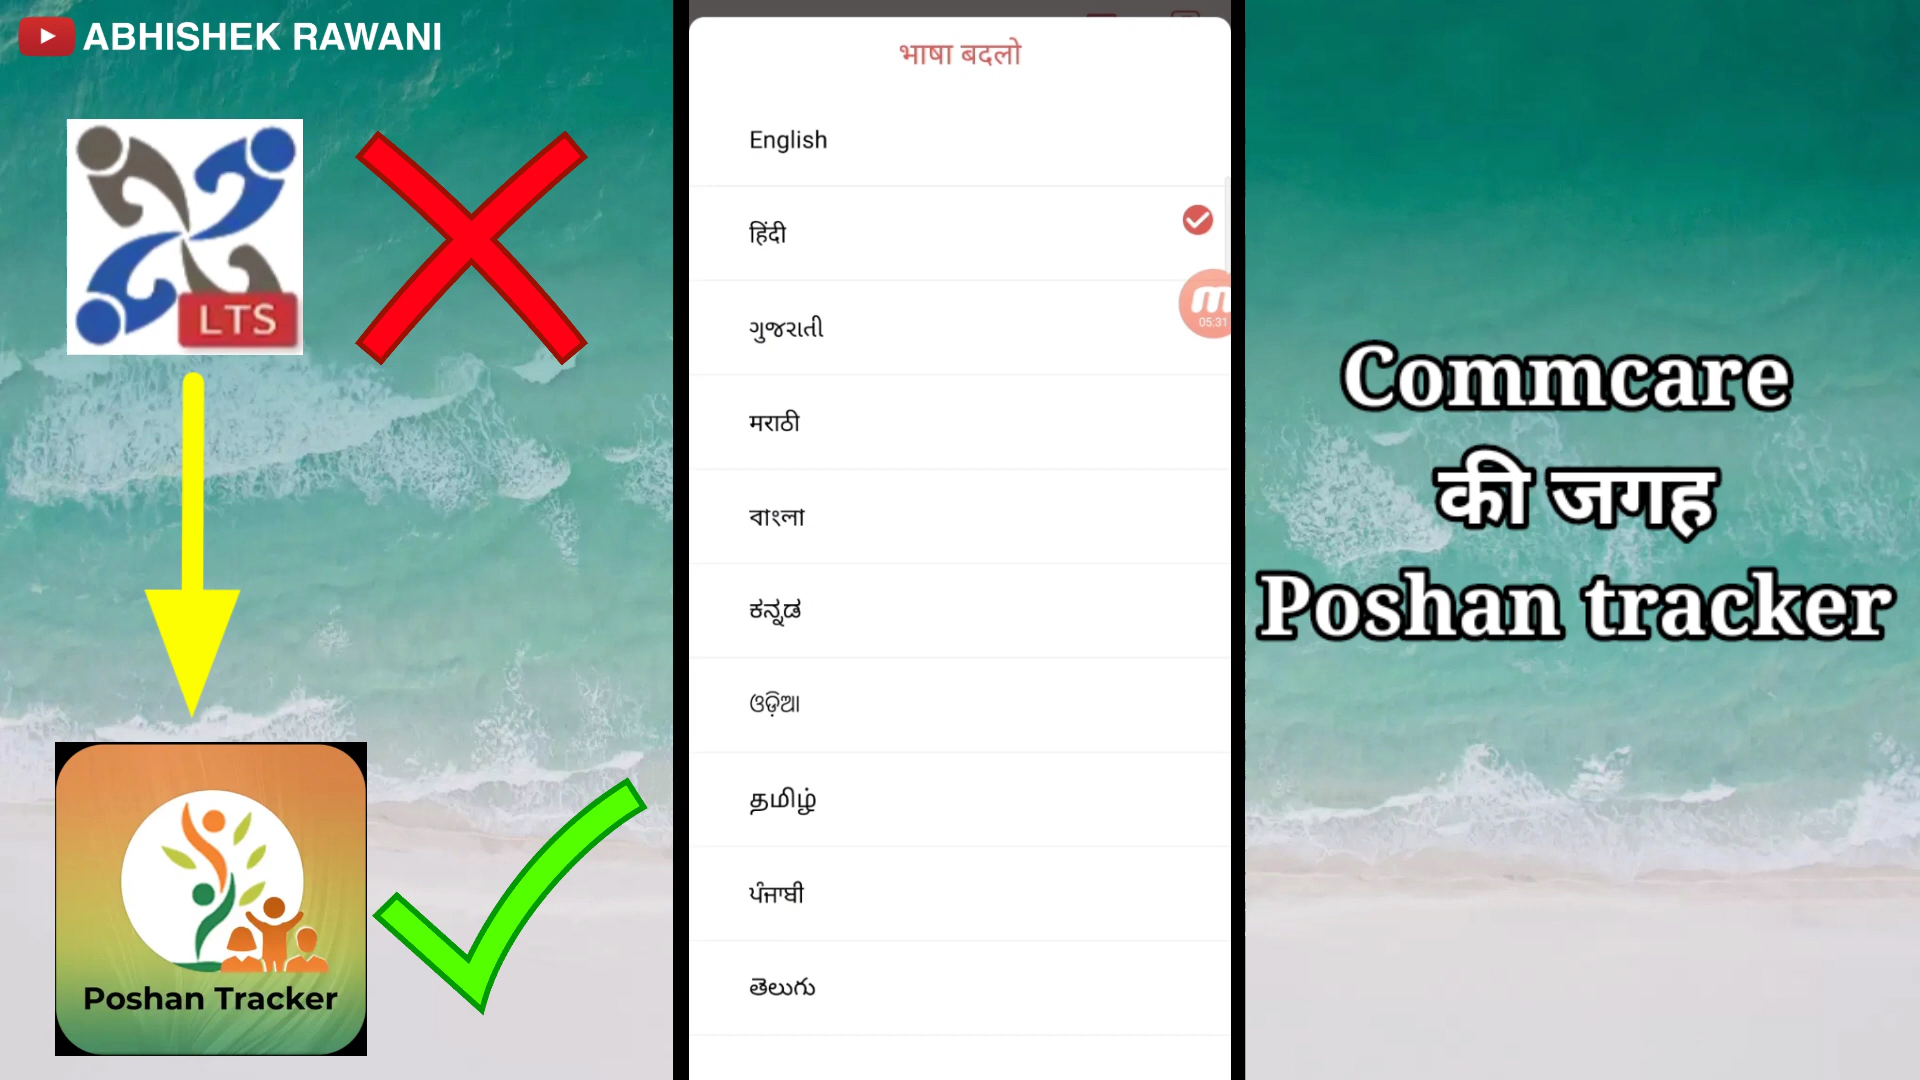 ABHISHEK RAWANI
LTS
Poshan Tracker
भाषा बदलो
English
हिंदी
ગુજરાતી
मराठी
বাংলা
ಕನ್ನಡ
ଓଡ଼ିଆ
தமிழ்
ਪੰਜਾਬੀ
తెలుగు
05:31
Commcare
की जगह
Poshan tracker